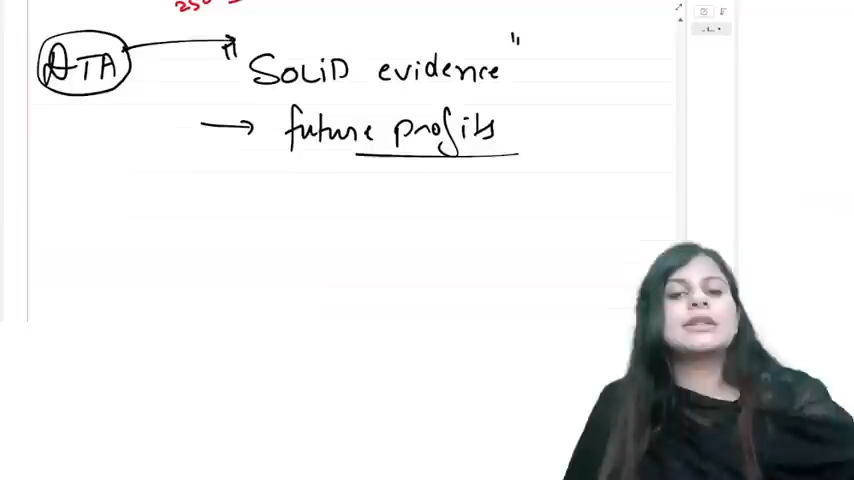 DTA → "SOLiD evidence"
→ future profits